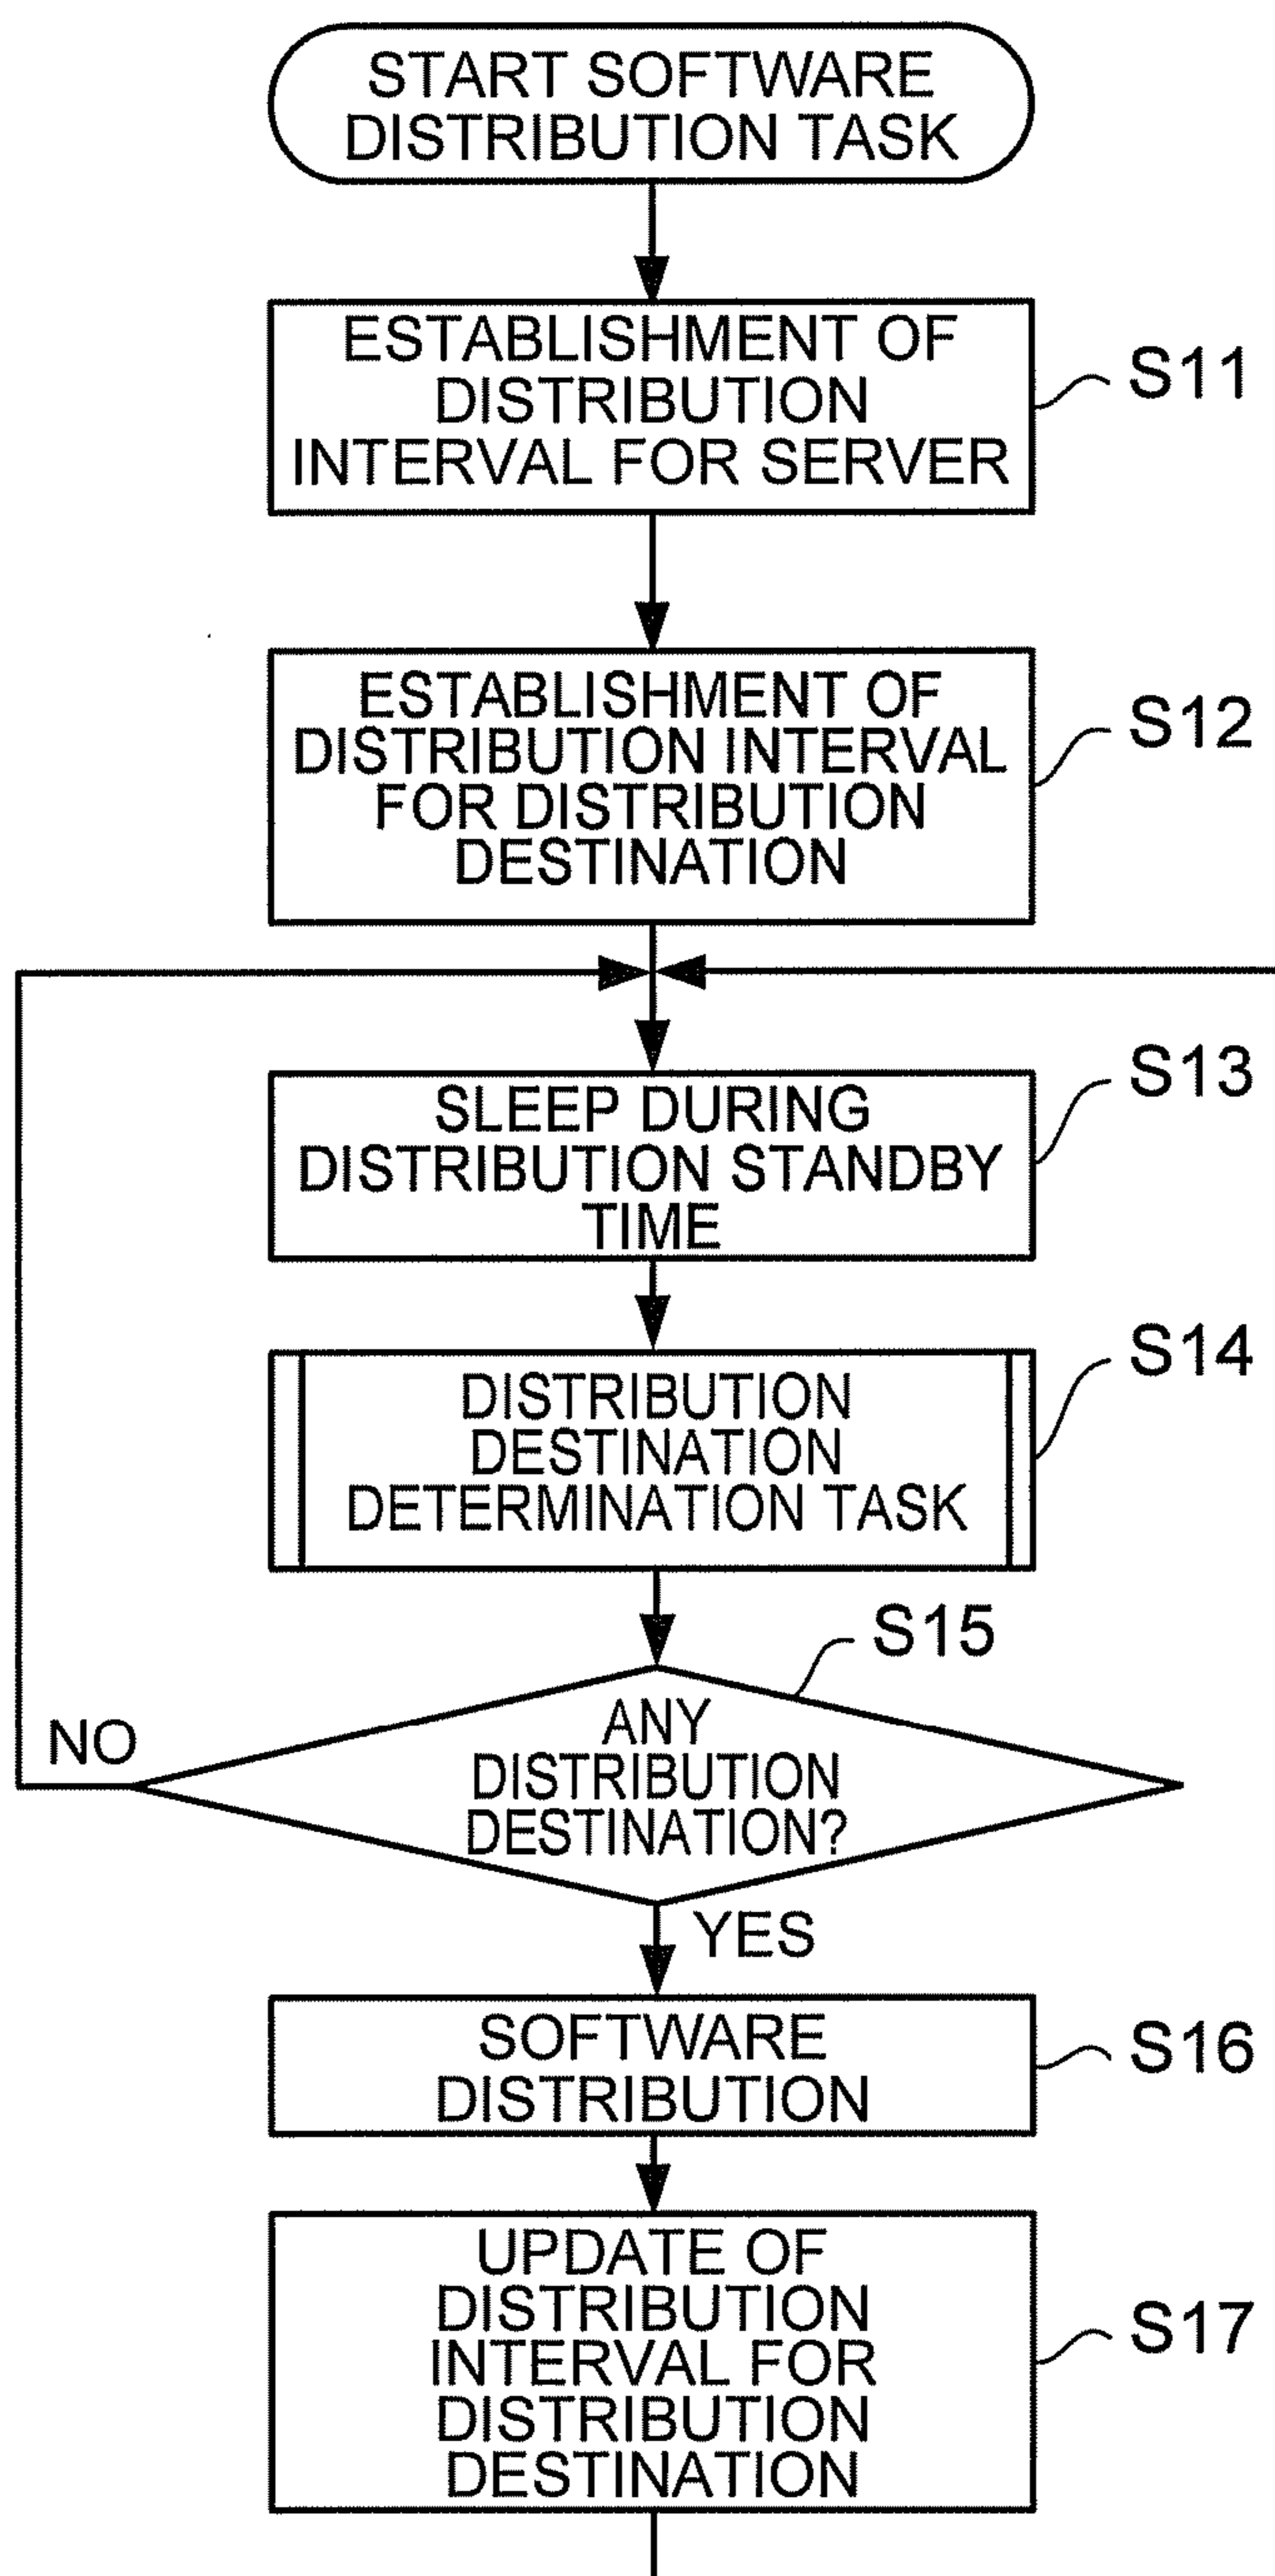 START SOFTWARE
DISTRIBUTION TASK
ESTABLISHMENT OF
DISTRIBUTION
INTERVAL FOR SERVER
S11
ESTABLISHMENT OF
DISTRIBUTION INTERVAL
FOR DISTRIBUTION
DESTINATION
S12
SLEEP DURING
DISTRIBUTION STANDBY
TIME
S13
DISTRIBUTION
DESTINATION
DETERMINATION TASK
S14
S15
ANY
DISTRIBUTION
DESTINATION?
NO
YES
SOFTWARE
DISTRIBUTION
S16
UPDATE OF
DISTRIBUTION
INTERVAL FOR
DISTRIBUTION
DESTINATION
S17